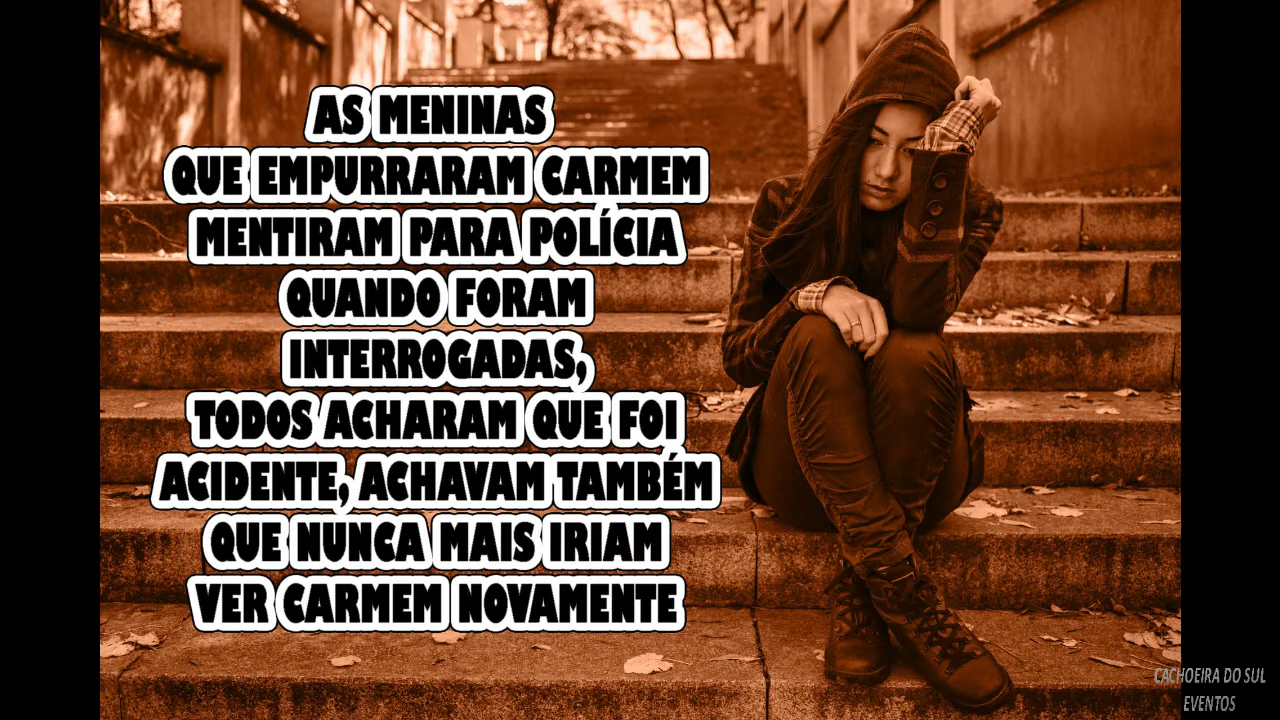 AS MENINAS
QUE EMPURRARAM CARMEM
MENTIRAM PARA POLÍCIA
QUANDO FORAM
INTERROGADAS,
TODOS ACHARAM QUE FOI
ACIDENTE, ACHAVAM TAMBÉM
QUE NUNCA MAIS IRIAM
VER CARMEM NOVAMENTE
CACHOEIRA DO SUL
EVENTOS